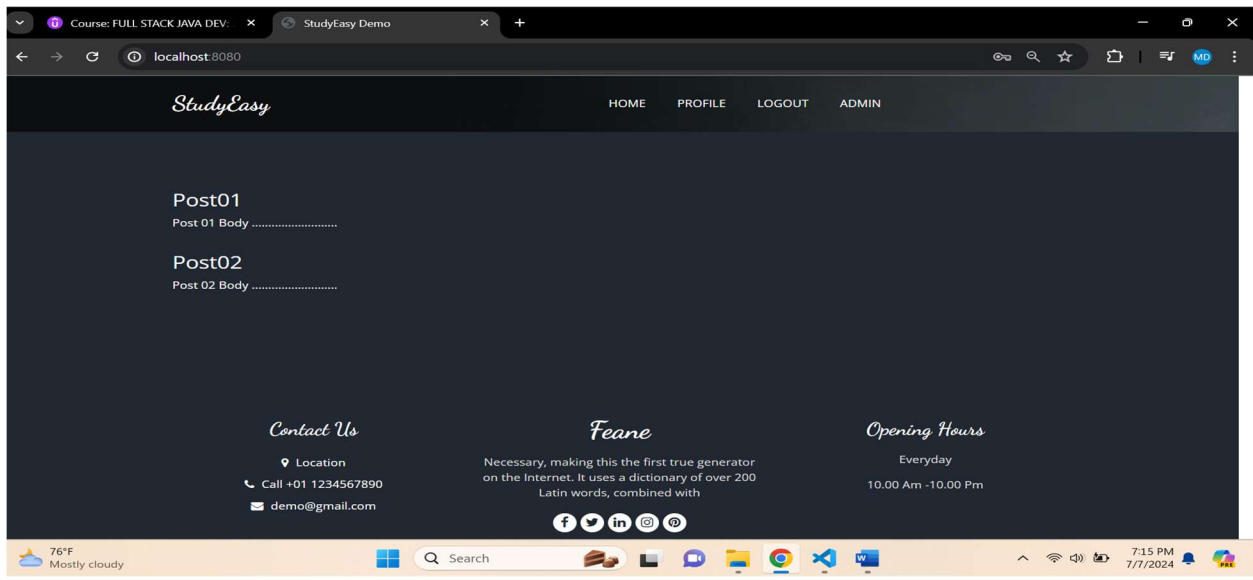 Course: FULL STACK JAVA DEV:
StudyEasy Demo
localhost:8080
MD
StudyEasy
HOME PROFILE LOGOUT ADMIN
Post01
Post 01 Body ..........................
Post02
Post 02 Body ..........................
Contact Us
Location
Call +01 1234567890
demo@gmail.com
Feane
Necessary, making this the first true generator
on the Internet. It uses a dictionary of over 200
Latin words, combined with
Opening Hours
Everyday
10.00 Am -10.00 Pm
76°F
Mostly cloudy
Search
7:15 PM
7/7/2024
PRE